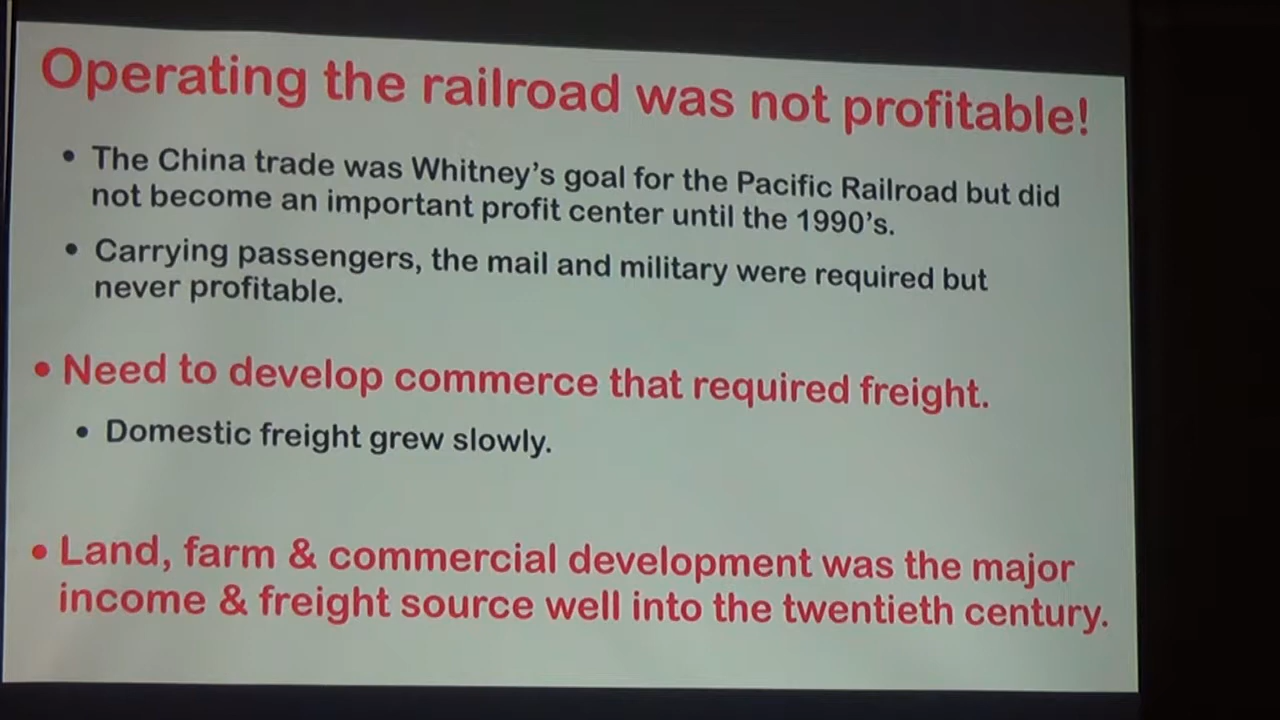 Operating the railroad was not profitable!
• The China trade was Whitney's goal for the Pacific Railroad but did
not become an important profit center until the 1990's.
• Carrying passengers, the mail and military were required but
never profitable.
• Need to develop commerce that required freight.
• Domestic freight grew slowly.
• Land, farm & commercial development was the major
income & freight source well into the twentieth century.